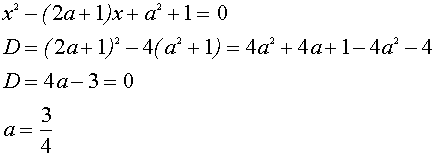 x² − (2a + 1)x + a² + 1 = 0
D = (2a + 1)² − 4(a² + 1) = 4a² + 4a + 1 − 4a² − 4
D = 4a − 3 = 0
a = 3/4